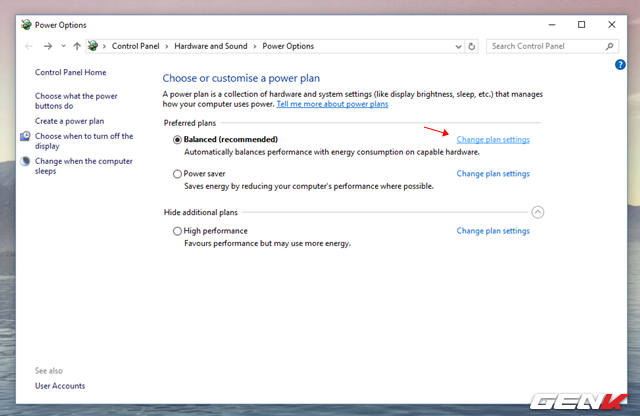 Power Options
Control Panel
Hardware and Sound
Power Options
Search Control Panel
?
Control Panel Home
Choose what the power
buttons do
Create a power plan
Choose when to turn off the
display
Change when the computer
sleeps
Choose or customise a power plan
A power plan is a collection of hardware and system settings (like display brightness, sleep, etc.) that manages
how your computer uses power. Tell me more about power plans
Preferred plans
Balanced (recommended) Change plan settings
Automatically balances performance with energy consumption on capable hardware.
Power saver Change plan settings
Saves energy by reducing your computer's performance where possible.
Hide additional plans
High performance Change plan settings
Favours performance but may use more energy.
See also
User Accounts
GENK